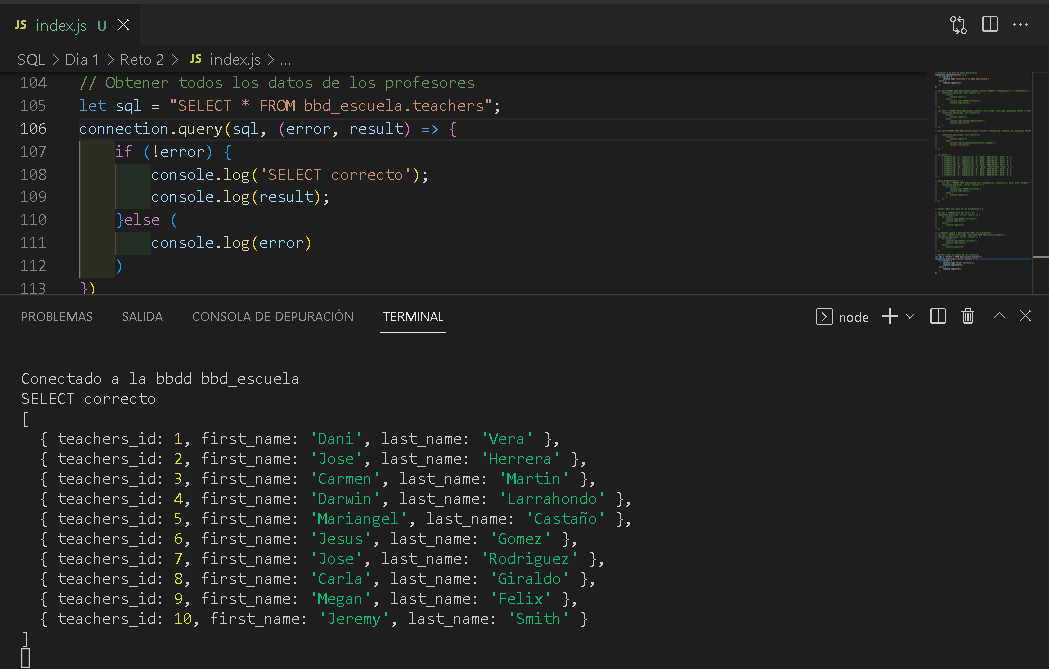 JS index.js U
SQL > Dia 1 > Reto 2 > JS index.js > ...
104 // Obtener todos los datos de los profesores
105 let sql = "SELECT * FROM bbd_escuela.teachers";
106 connection.query(sql, (error, result) => {
107 if (!error) {
108 console.log('SELECT correcto');
109 console.log(result);
110 }else (
111 console.log(error)
112 )
113 })
PROBLEMAS SALIDA CONSOLA DE DEPURACIÓN TERMINAL node
Conectado a la bbdd bbd_escuela
SELECT correcto
[
{ teachers_id: 1, first_name: 'Dani', last_name: 'Vera' },
{ teachers_id: 2, first_name: 'Jose', last_name: 'Herrera' },
{ teachers_id: 3, first_name: 'Carmen', last_name: 'Martin' },
{ teachers_id: 4, first_name: 'Darwin', last_name: 'Larrahondo' },
{ teachers_id: 5, first_name: 'Mariangel', last_name: 'Castaño' },
{ teachers_id: 6, first_name: 'Jesus', last_name: 'Gomez' },
{ teachers_id: 7, first_name: 'Jose', last_name: 'Rodriguez' },
{ teachers_id: 8, first_name: 'Carla', last_name: 'Giraldo' },
{ teachers_id: 9, first_name: 'Megan', last_name: 'Felix' },
{ teachers_id: 10, first_name: 'Jeremy', last_name: 'Smith' }
]